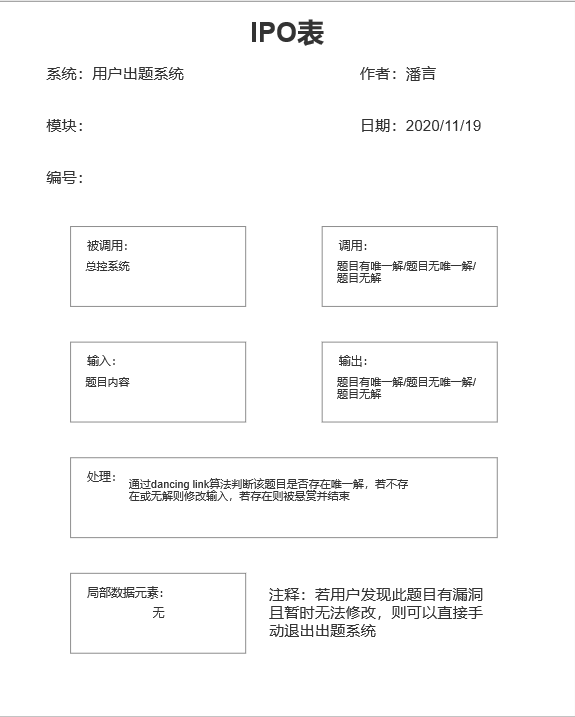 IPO表
系统：用户出题系统
作者：潘言
模块：
日期：2020/11/19
编号：
被调用：
总控系统
调用：
题目有唯一解/题目无唯一解/
题目无解
输入：
题目内容
输出：
题目有唯一解/题目无唯一解/
题目无解
处理：
通过dancing link算法判断该题目是否存在唯一解，若不存
在或无解则修改输入，若存在则被悬赏并结束
局部数据元素：
无
注释：若用户发现此题目有漏洞
且暂时无法修改，则可以直接手
动退出出题系统